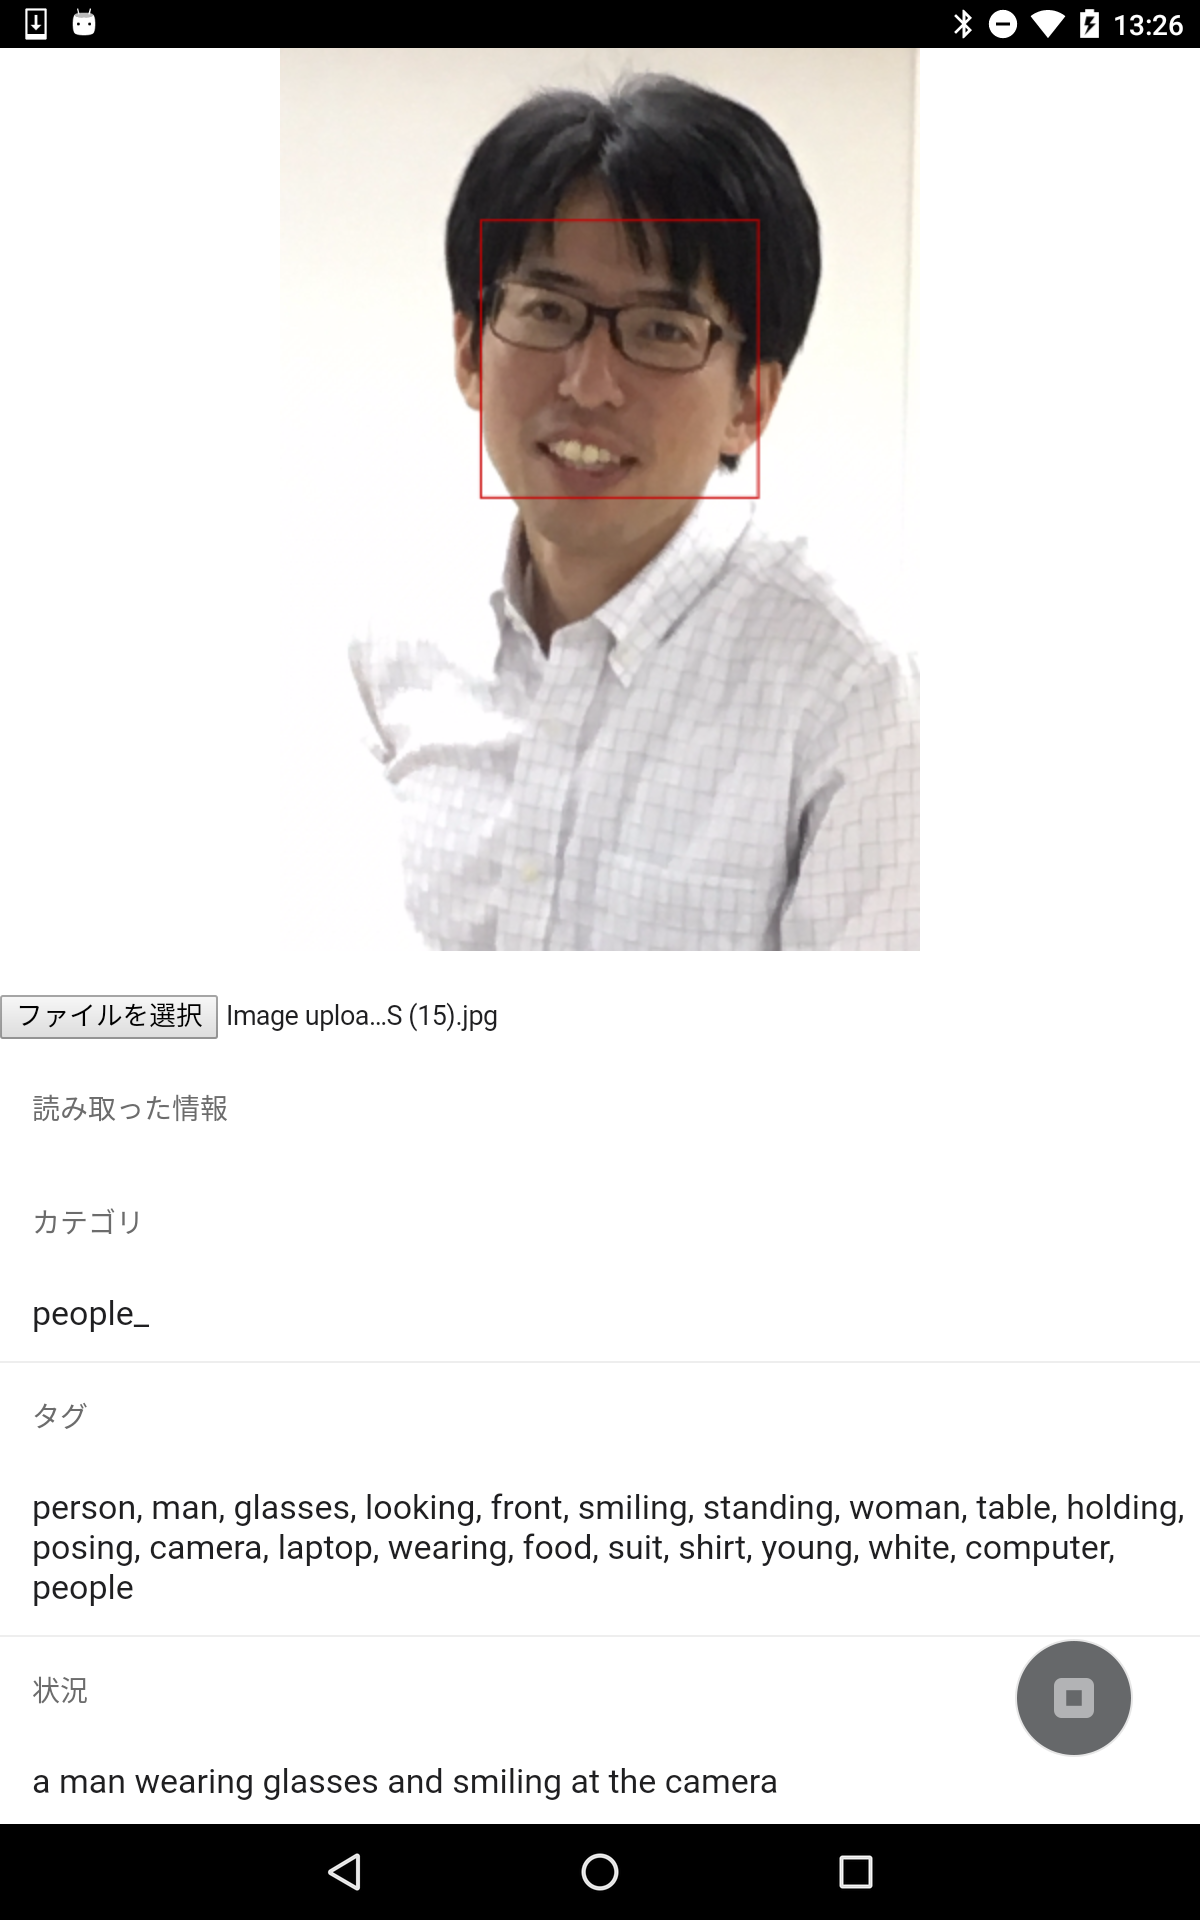 13:26
ファイルを選択 Image uploa...S (15).jpg
読み取った情報
カテゴリ
people_
タグ
person, man, glasses, looking, front, smiling, standing, woman, table, holding,
posing, camera, laptop, wearing, food, suit, shirt, young, white, computer,
people
状況
a man wearing glasses and smiling at the camera